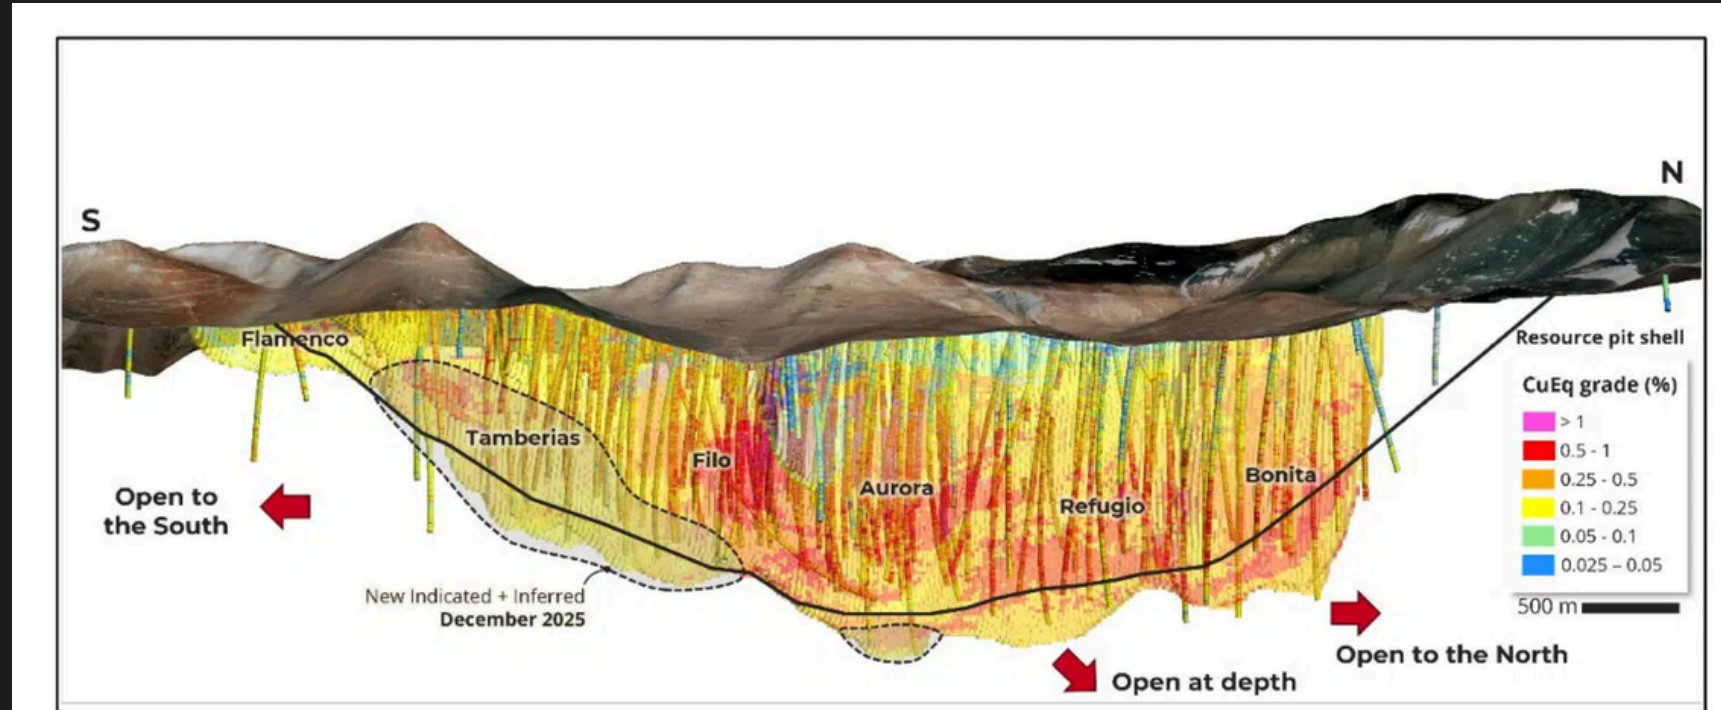 S
N
Flamenco
Resource pit shell
CuEq grade (%)
> 1
0.5 - 1
0.25 - 0.5
0.1 - 0.25
0.05 - 0.1
0.025 – 0.05
500 m
Tamberias
Filo
Aurora
Refugio
Bonita
Open to
the South
New Indicated + Inferred
December 2025
Open to the North
Open at depth